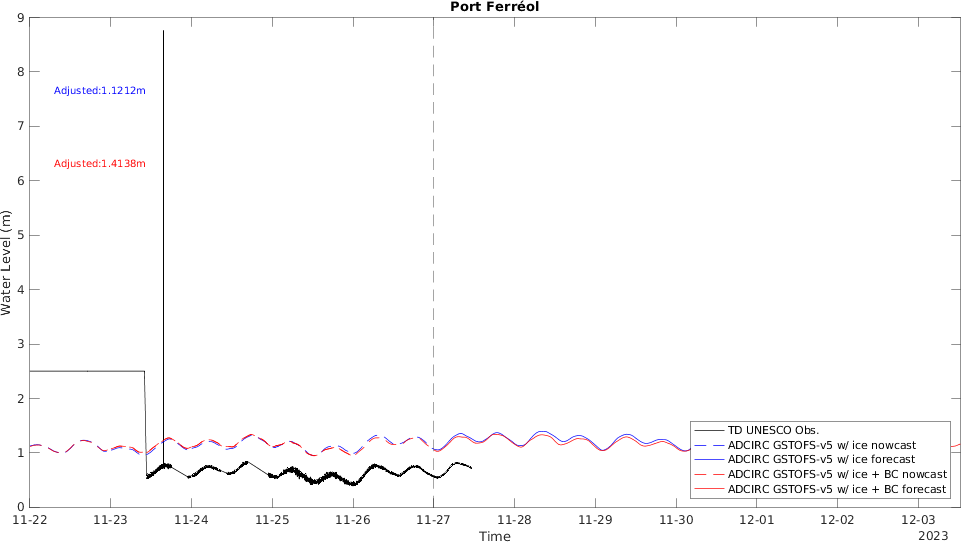 Port Ferréol
9
8
7
6
5
4
3
2
1
0
Water Level (m)
Adjusted:1.1212m
Adjusted:1.4138m
TD UNESCO Obs.
ADCIRC GSTOFS-v5 w/ ice nowcast
ADCIRC GSTOFS-v5 w/ ice forecast
ADCIRC GSTOFS-v5 w/ ice + BC nowcast
ADCIRC GSTOFS-v5 w/ ice + BC forecast
11-22 11-23 11-24 11-25 11-26 11-27 11-28 11-29 11-30 12-01 12-02 12-03
Time
2023